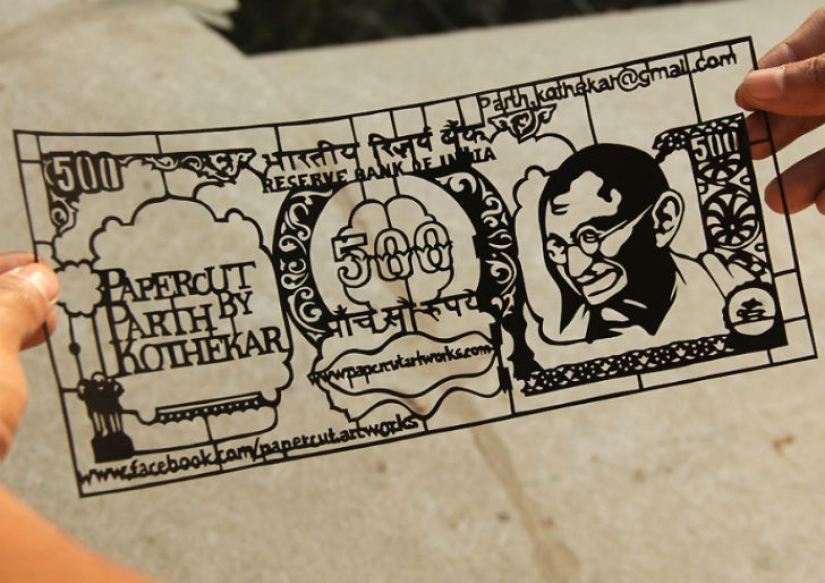 Parth.kothekar@gmail.com
500
भारतीय रिज़र्व बैंक
RESERVE BANK OF INDIA
500
500
PAPERCUT
BY
PARTH
KOTHEKAR
पाँच सौ रुपये
www.papercutartworks.com
www.facebook.com/papercut.artworks